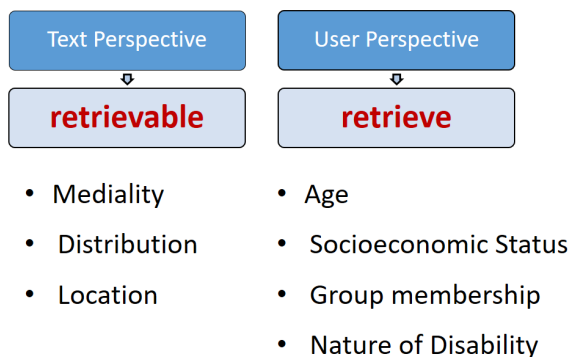 Text Perspective
retrievable
• Mediality
• Distribution
• Location
User Perspective
retrieve
• Age
• Socioeconomic Status
• Group membership
• Nature of Disability